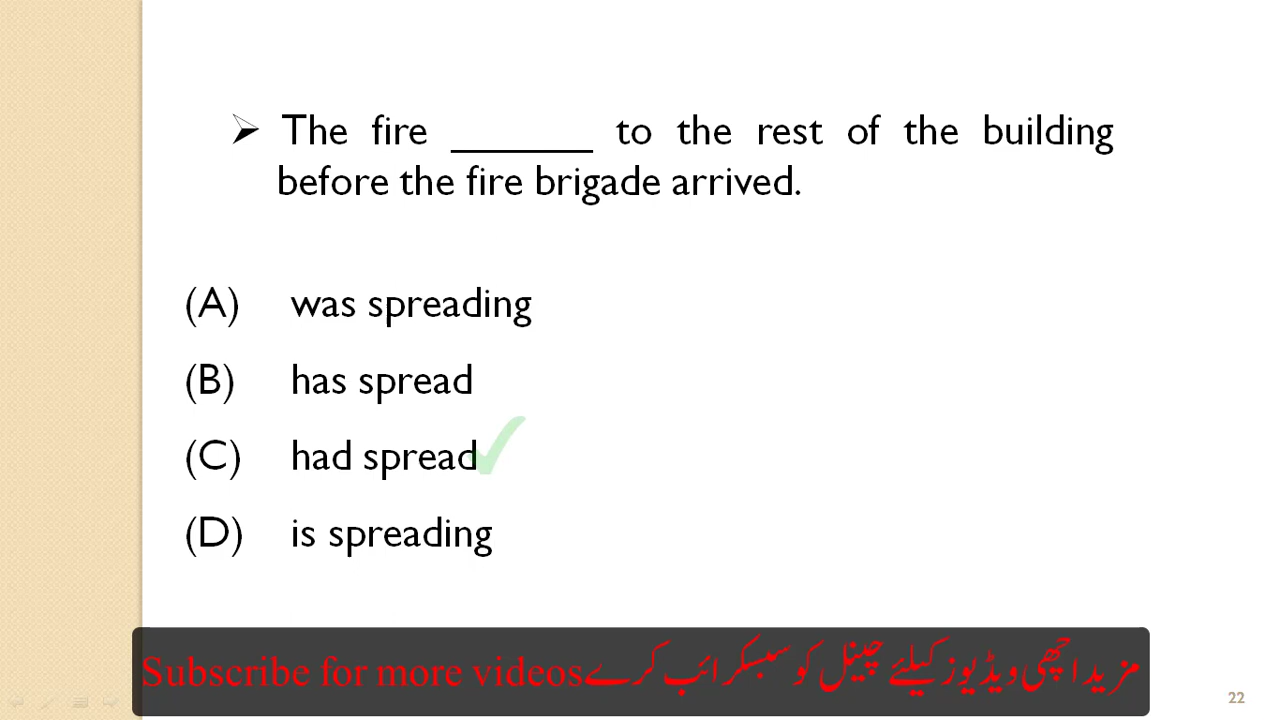 ➢ The fire ______ to the rest of the building
before the fire brigade arrived.
(A) was spreading
(B) has spread
(C) had spread
(D) is spreading
Subscribe for more videos مزید اچھی ویڈیوز کیلئے چینل کو سبسکرائب کرے
22